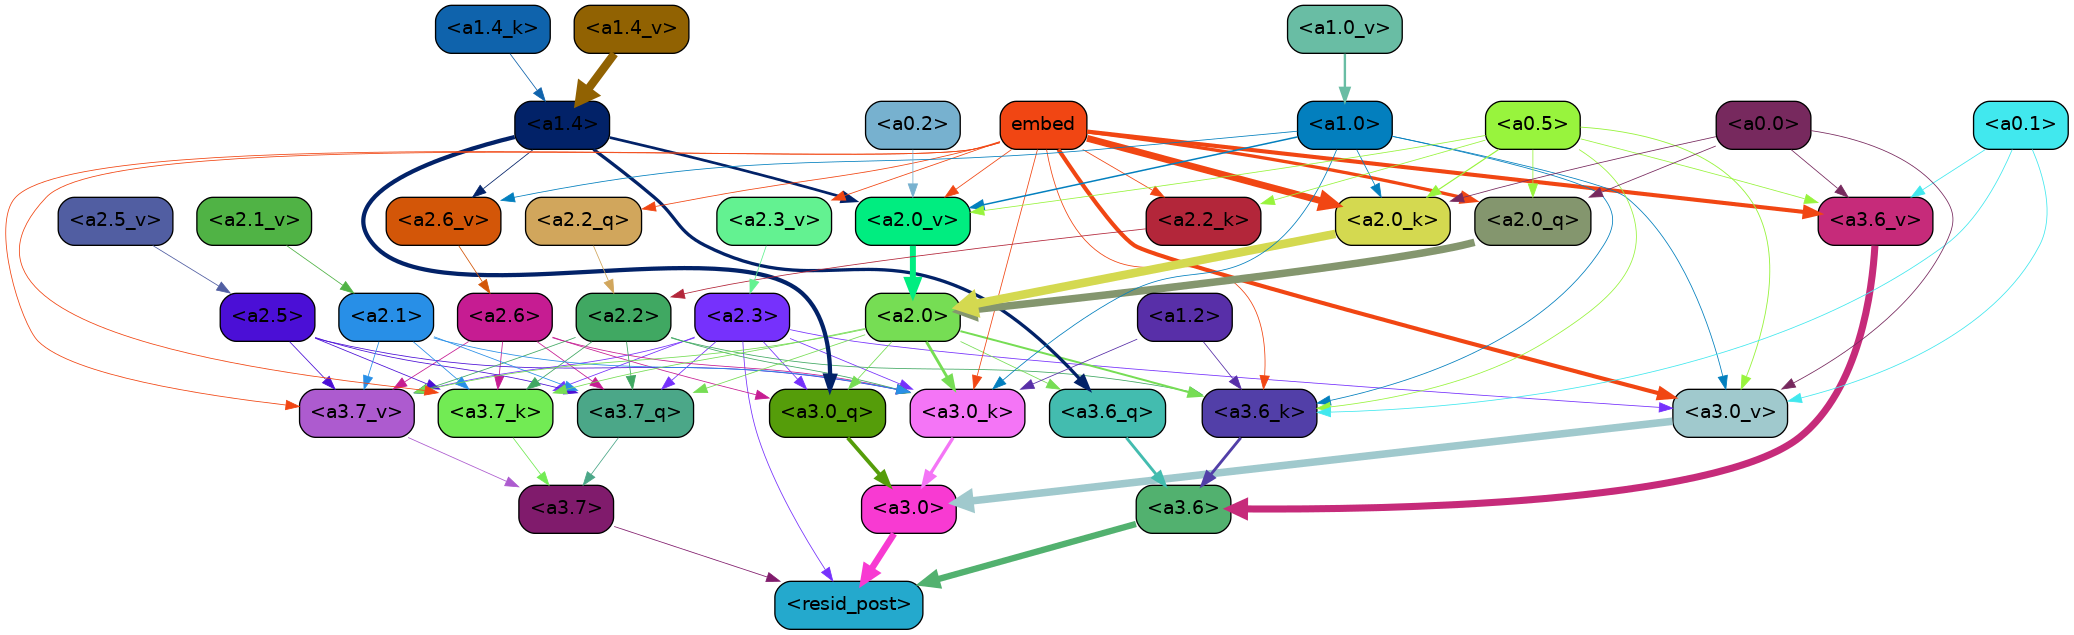 <a1.4_k> <a1.4_v> <a1.0_v>
<a1.4> <a0.2> embed <a1.0> <a0.5> <a0.0> <a0.1>
<a2.5_v> <a2.1_v> <a2.6_v> <a2.2_q> <a2.3_v> <a2.0_v> <a2.2_k> <a2.0_k> <a2.0_q> <a3.6_v>
<a2.5> <a2.1> <a2.6> <a2.2> <a2.3> <a2.0> <a1.2>
<a3.7_v> <a3.7_k> <a3.7_q> <a3.0_q> <a3.0_k> <a3.6_q> <a3.6_k> <a3.0_v>
<a3.7> <a3.0> <a3.6>
<resid_post>